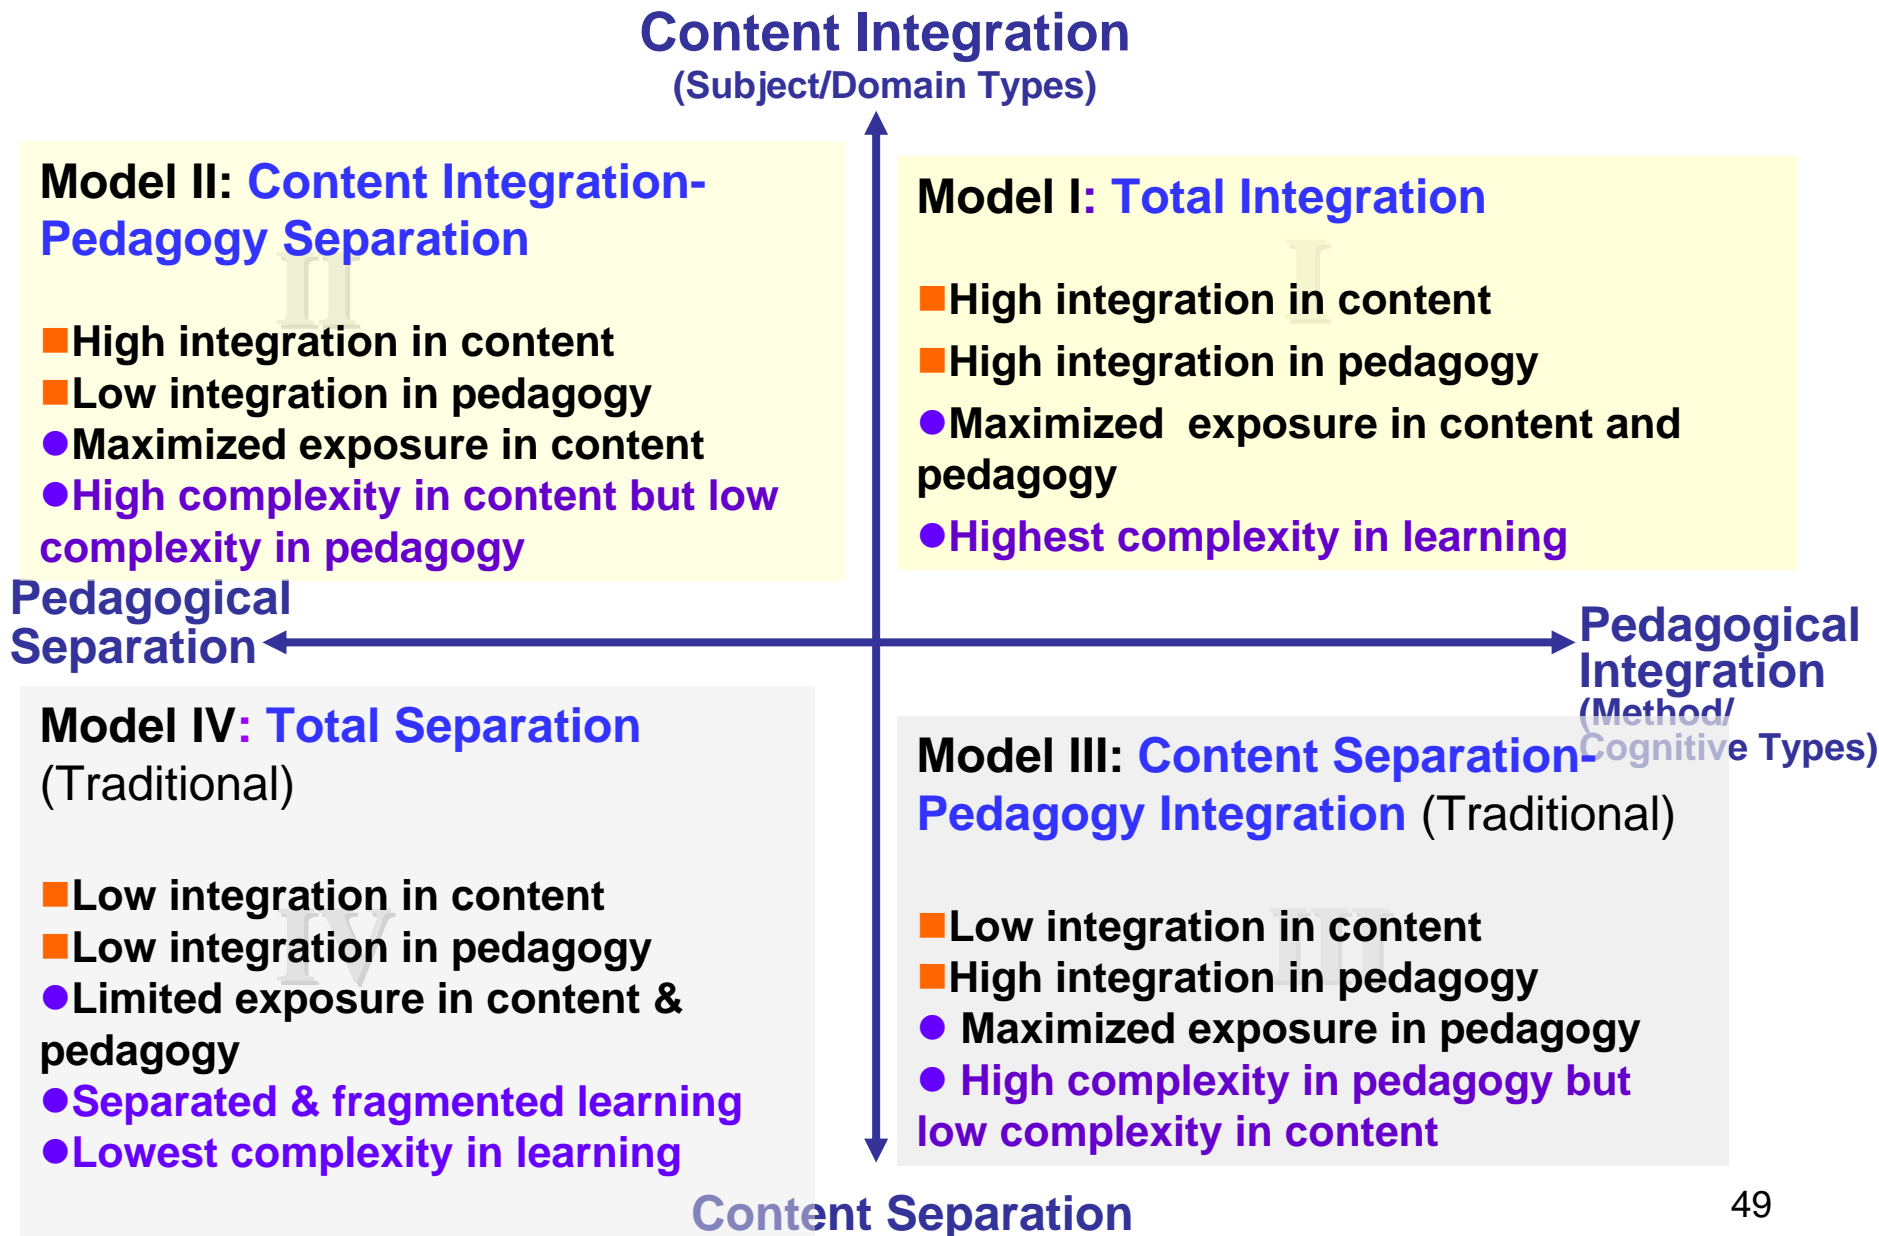 Content Integration
(Subject/Domain Types)
Model II: Content Integration-
Pedagogy Separation
II
■High integration in content
■Low integration in pedagogy
●Maximized exposure in content
●High complexity in content but low
complexity in pedagogy
Model I: Total Integration
I
■High integration in content
■High integration in pedagogy
●Maximized  exposure in content and
pedagogy
●Highest complexity in learning
Pedagogical
Separation
Pedagogical
Integration
(Method/
Cognitive Types)
Model IV: Total Separation
(Traditional)
IV
■Low integration in content
■Low integration in pedagogy
●Limited exposure in content &
pedagogy
●Separated & fragmented learning
●Lowest complexity in learning
Model III: Content Separation-
Pedagogy Integration (Traditional)
III
■Low integration in content
■High integration in pedagogy
● Maximized exposure in pedagogy
● High complexity in pedagogy but
low complexity in content
Content Separation
49